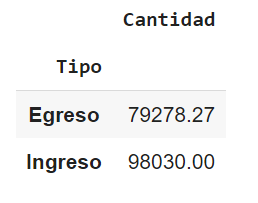 Cantidad
Tipo
Egreso 79278.27
Ingreso 98030.00